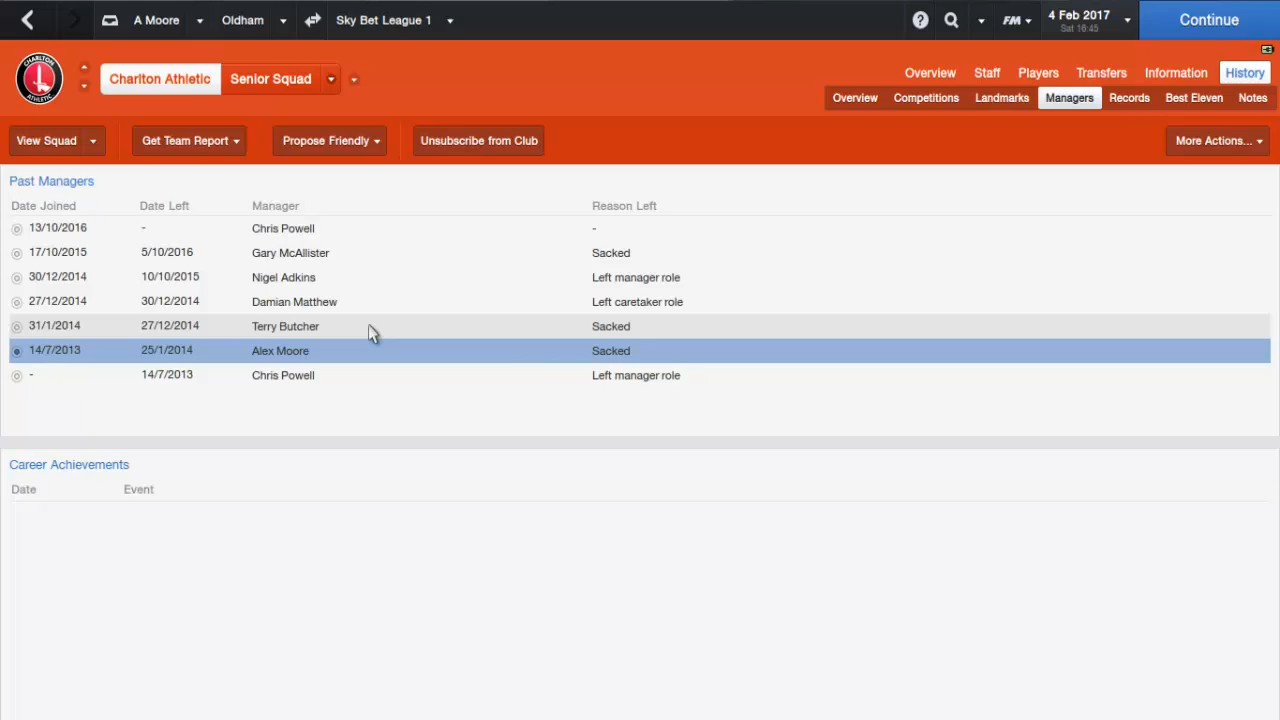 A Moore Oldham Sky Bet League 1 FM 4 Feb 2017 Sat 16:45 Continue
CHARLTON ATHLETIC
Charlton Athletic Senior Squad
Overview Staff Players Transfers Information History
Overview Competitions Landmarks Managers Records Best Eleven Notes
View Squad Get Team Report Propose Friendly Unsubscribe from Club More Actions...
Past Managers
Date Joined Date Left Manager Reason Left
13/10/2016 - Chris Powell -
17/10/2015 5/10/2016 Gary McAllister Sacked
30/12/2014 10/10/2015 Nigel Adkins Left manager role
27/12/2014 30/12/2014 Damian Matthew Left caretaker role
31/1/2014 27/12/2014 Terry Butcher Sacked
14/7/2013 25/1/2014 Alex Moore Sacked
- 14/7/2013 Chris Powell Left manager role
Career Achievements
Date Event